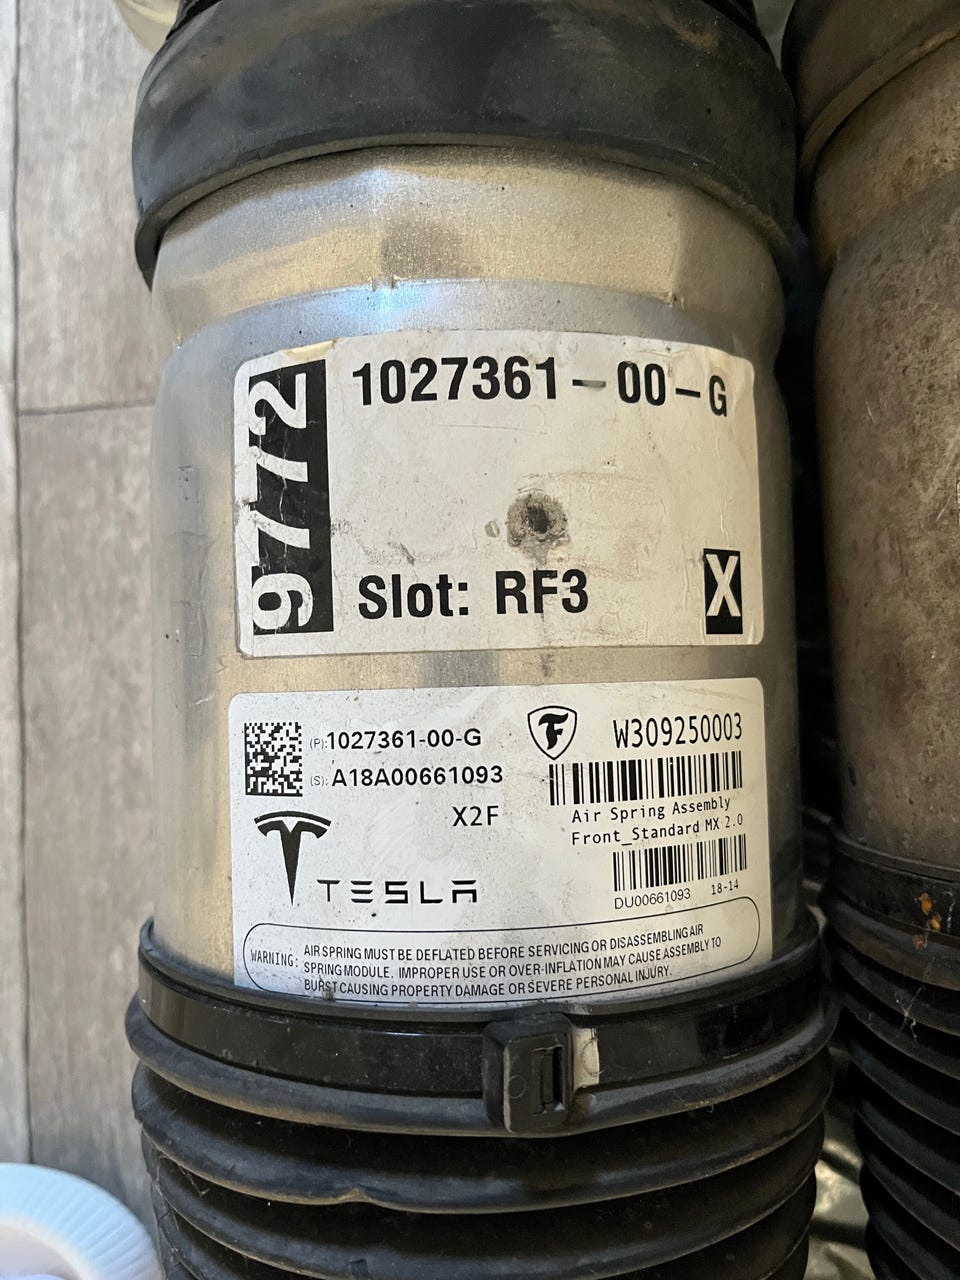 9772
1027361-00-G
Slot: RF3
X
(P):1027361-00-G
(S): A18A00661093
X2F
TESLA
F
W309250003
Air Spring Assembly
Front_Standard MX 2.0
DU00661093 18-14
WARNING: AIR SPRING MUST BE DEFLATED BEFORE SERVICING OR DISASSEMBLING AIR
SPRING MODULE. IMPROPER USE OR OVER-INFLATION MAY CAUSE ASSEMBLY TO
BURST CAUSING PROPERTY DAMAGE OR SEVERE PERSONAL INJURY.